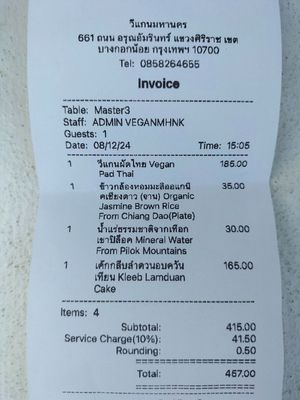 วีแกนมหานคร
661 ถนน อรุณอัมรินทร์ แขวงศิริราช เขต
บางกอกน้อย กรุงเทพฯ 10700
Tel: 0858264655
Invoice
Table: Master3
Staff: ADMIN VEGANMHNK
Guests: 1
Date: 08/12/24 Time: 15:05
1 วีแกนผัดไทย Vegan 185.00
Pad Thai
1 ข้าวกล้องหอมมะลิออแกนิ 35.00
คเชียงดาว (จาน) Organic
Jasmine Brown Rice
From Chiang Dao(Plate)
1 น้ำแร่ธรรมชาติจากเทือก 30.00
เขาปิล็อค Mineral Water
From Pilok Mountains
1 เค้กกลีบลำดวนอบควัน 165.00
เทียน Kleeb Lamduan
Cake
Items: 4
Subtotal: 415.00
Service Charge(10%): 41.50
Rounding: 0.50
Total: 457.00